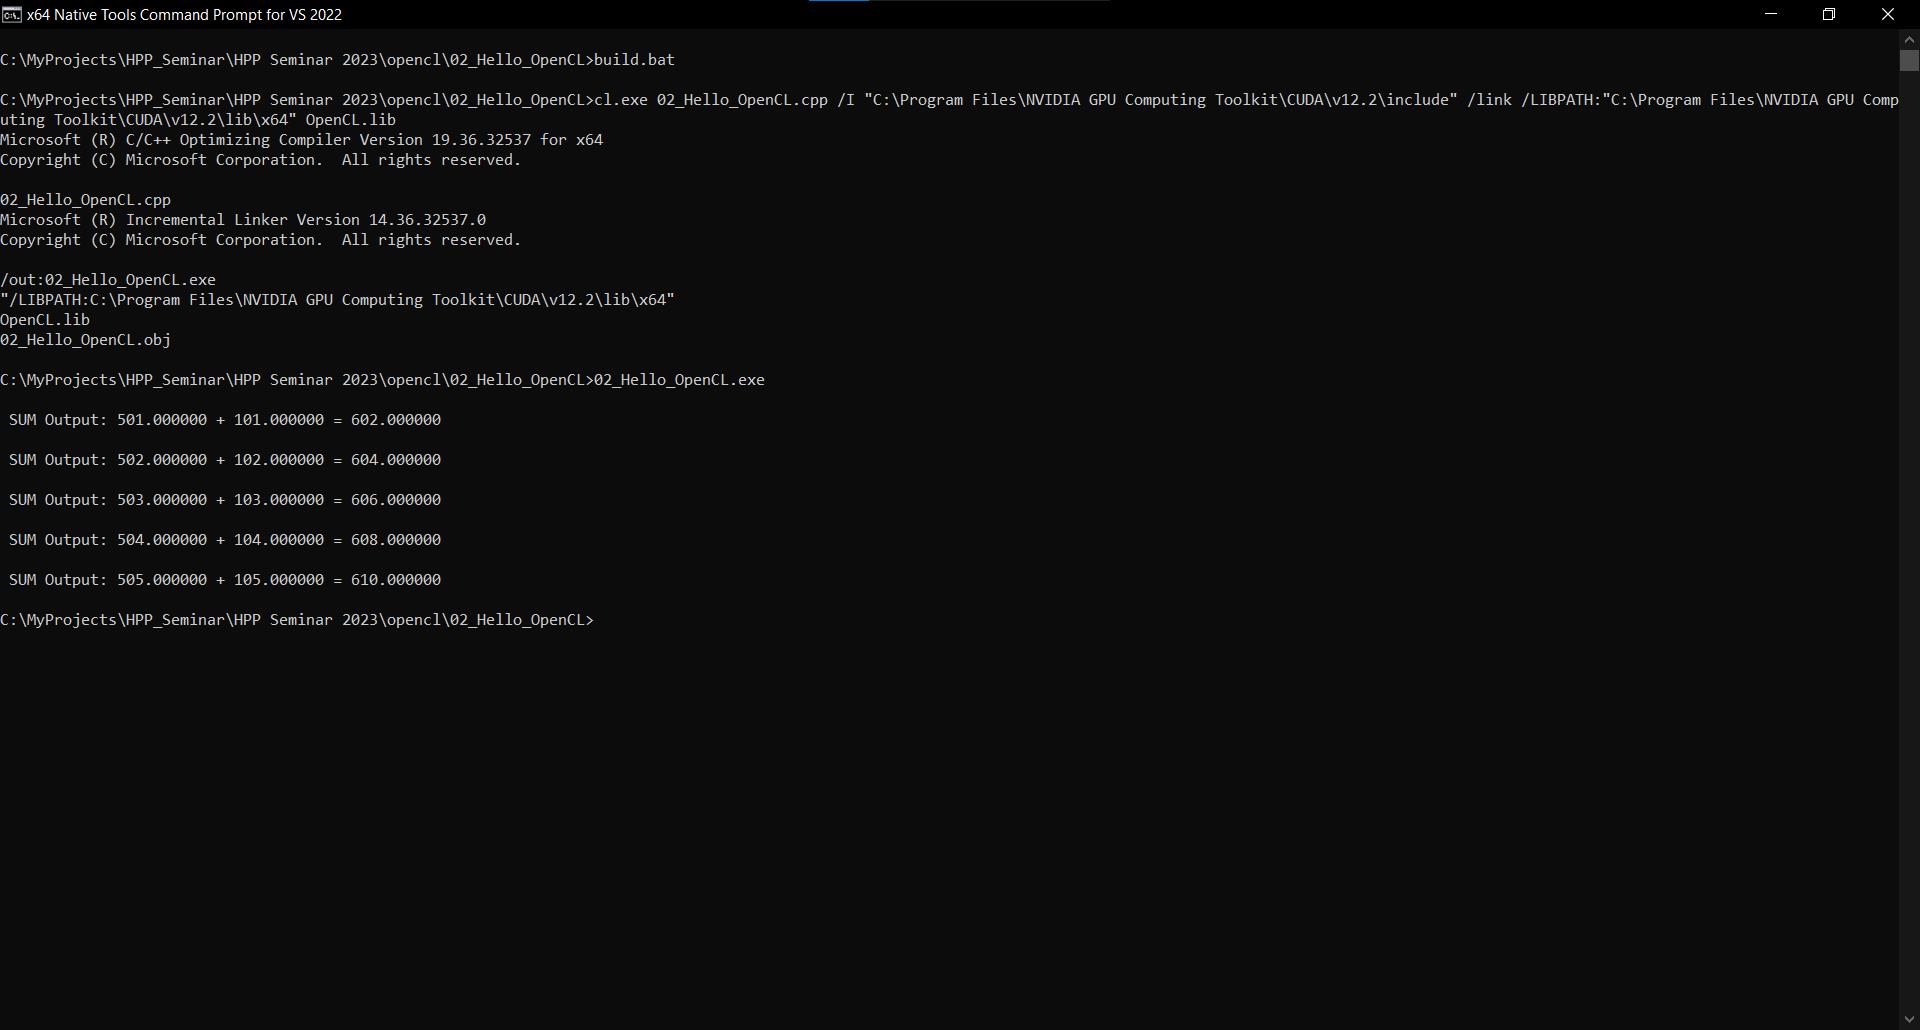 x64 Native Tools Command Prompt for VS 2022
C:\MyProjects\HPP_Seminar\HPP Seminar 2023\opencl\02_Hello_OpenCL>build.bat
C:\MyProjects\HPP_Seminar\HPP Seminar 2023\opencl\02_Hello_OpenCL>cl.exe 02_Hello_OpenCL.cpp /I "C:\Program Files\NVIDIA GPU Computing Toolkit\CUDA\v12.2\include" /link /LIBPATH:"C:\Program Files\NVIDIA GPU Comp
uting Toolkit\CUDA\v12.2\lib\x64" OpenCL.lib
Microsoft (R) C/C++ Optimizing Compiler Version 19.36.32537 for x64
Copyright (C) Microsoft Corporation.  All rights reserved.
02_Hello_OpenCL.cpp
Microsoft (R) Incremental Linker Version 14.36.32537.0
Copyright (C) Microsoft Corporation.  All rights reserved.
/out:02_Hello_OpenCL.exe
"/LIBPATH:C:\Program Files\NVIDIA GPU Computing Toolkit\CUDA\v12.2\lib\x64"
OpenCL.lib
02_Hello_OpenCL.obj
C:\MyProjects\HPP_Seminar\HPP Seminar 2023\opencl\02_Hello_OpenCL>02_Hello_OpenCL.exe
SUM Output: 501.000000 + 101.000000 = 602.000000
SUM Output: 502.000000 + 102.000000 = 604.000000
SUM Output: 503.000000 + 103.000000 = 606.000000
SUM Output: 504.000000 + 104.000000 = 608.000000
SUM Output: 505.000000 + 105.000000 = 610.000000
C:\MyProjects\HPP_Seminar\HPP Seminar 2023\opencl\02_Hello_OpenCL>